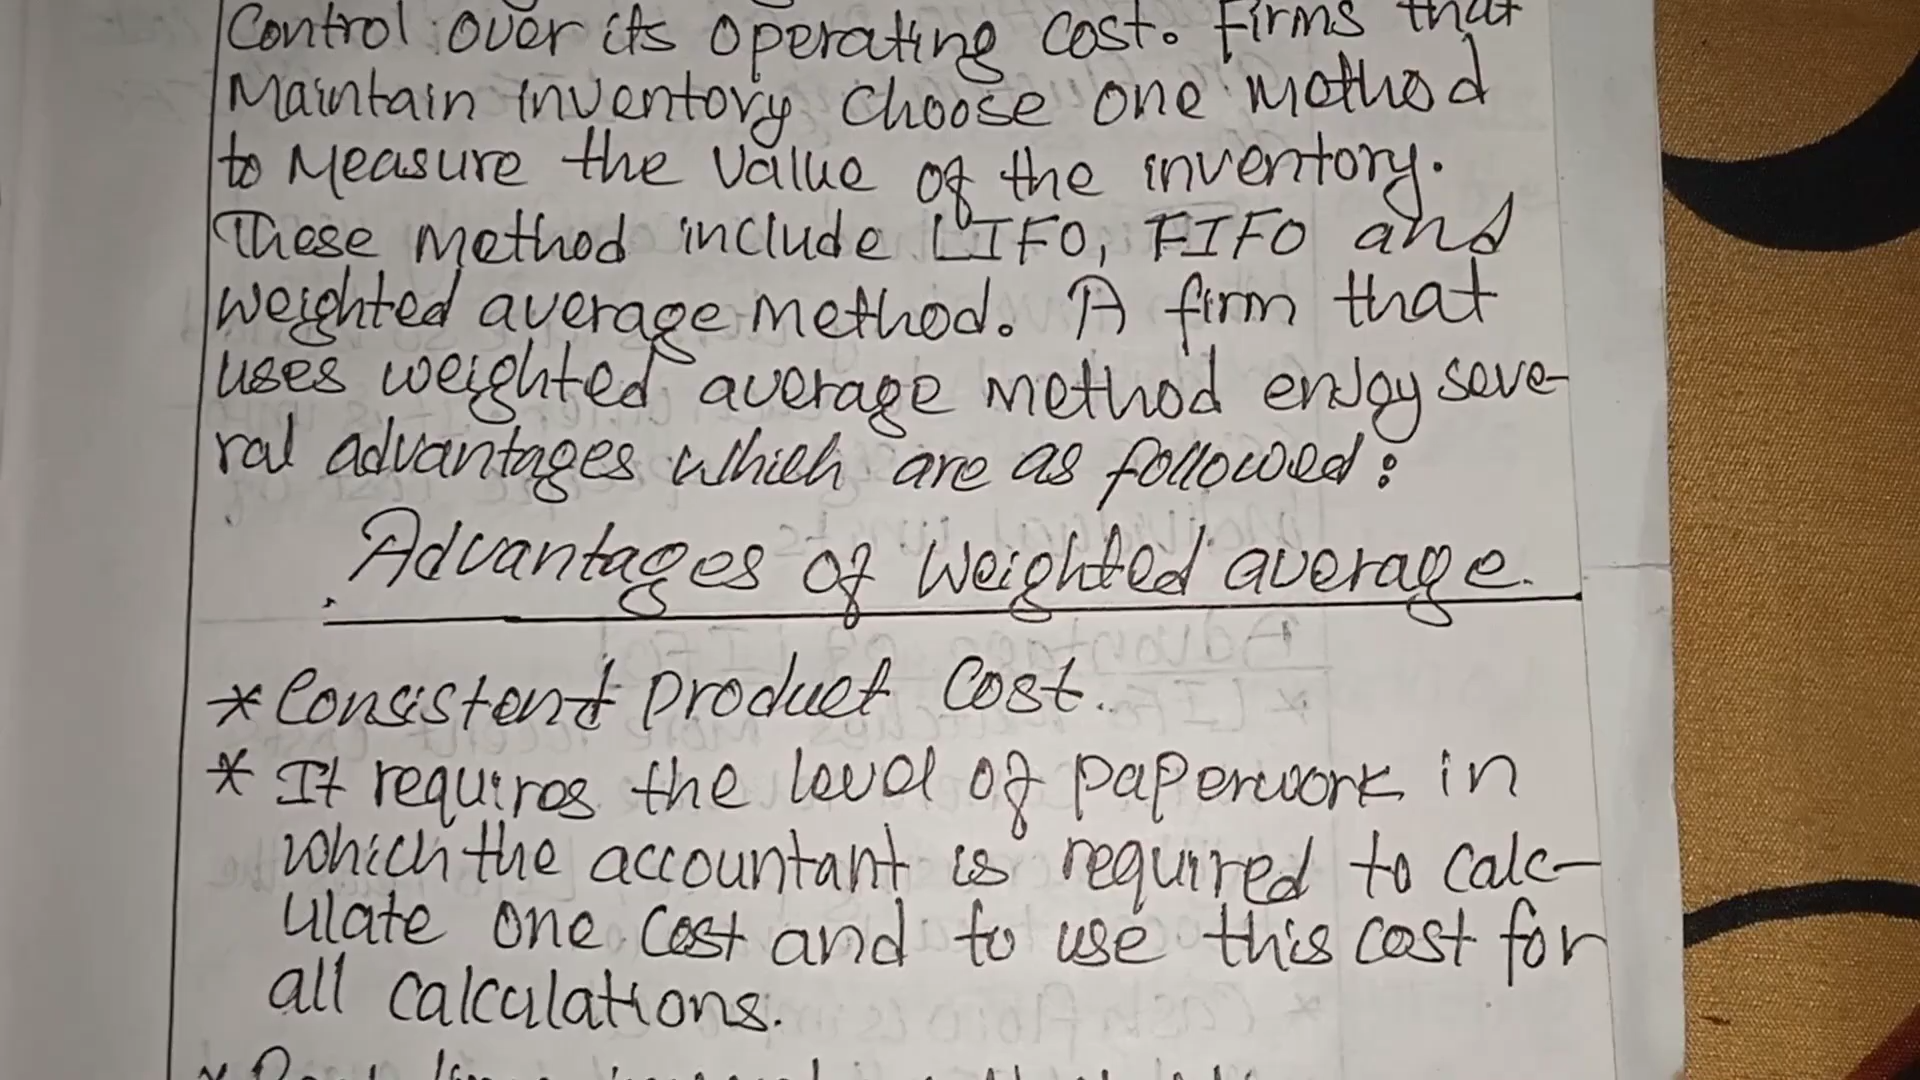 Control over its operating cost. Firms that
Maintain inventory choose one method
to Measure the value of the inventory.
These method include LIFO, FIFO and
weighted average method. A firm that
uses weighted average method enjoy seve-
ral advantages which are as followed:
Advantages of Weighted average.
* Consistent product cost.
* It requires the level of paperwork in
which the accountant is required to calc-
ulate one cost and to use this cost for
all calculations.